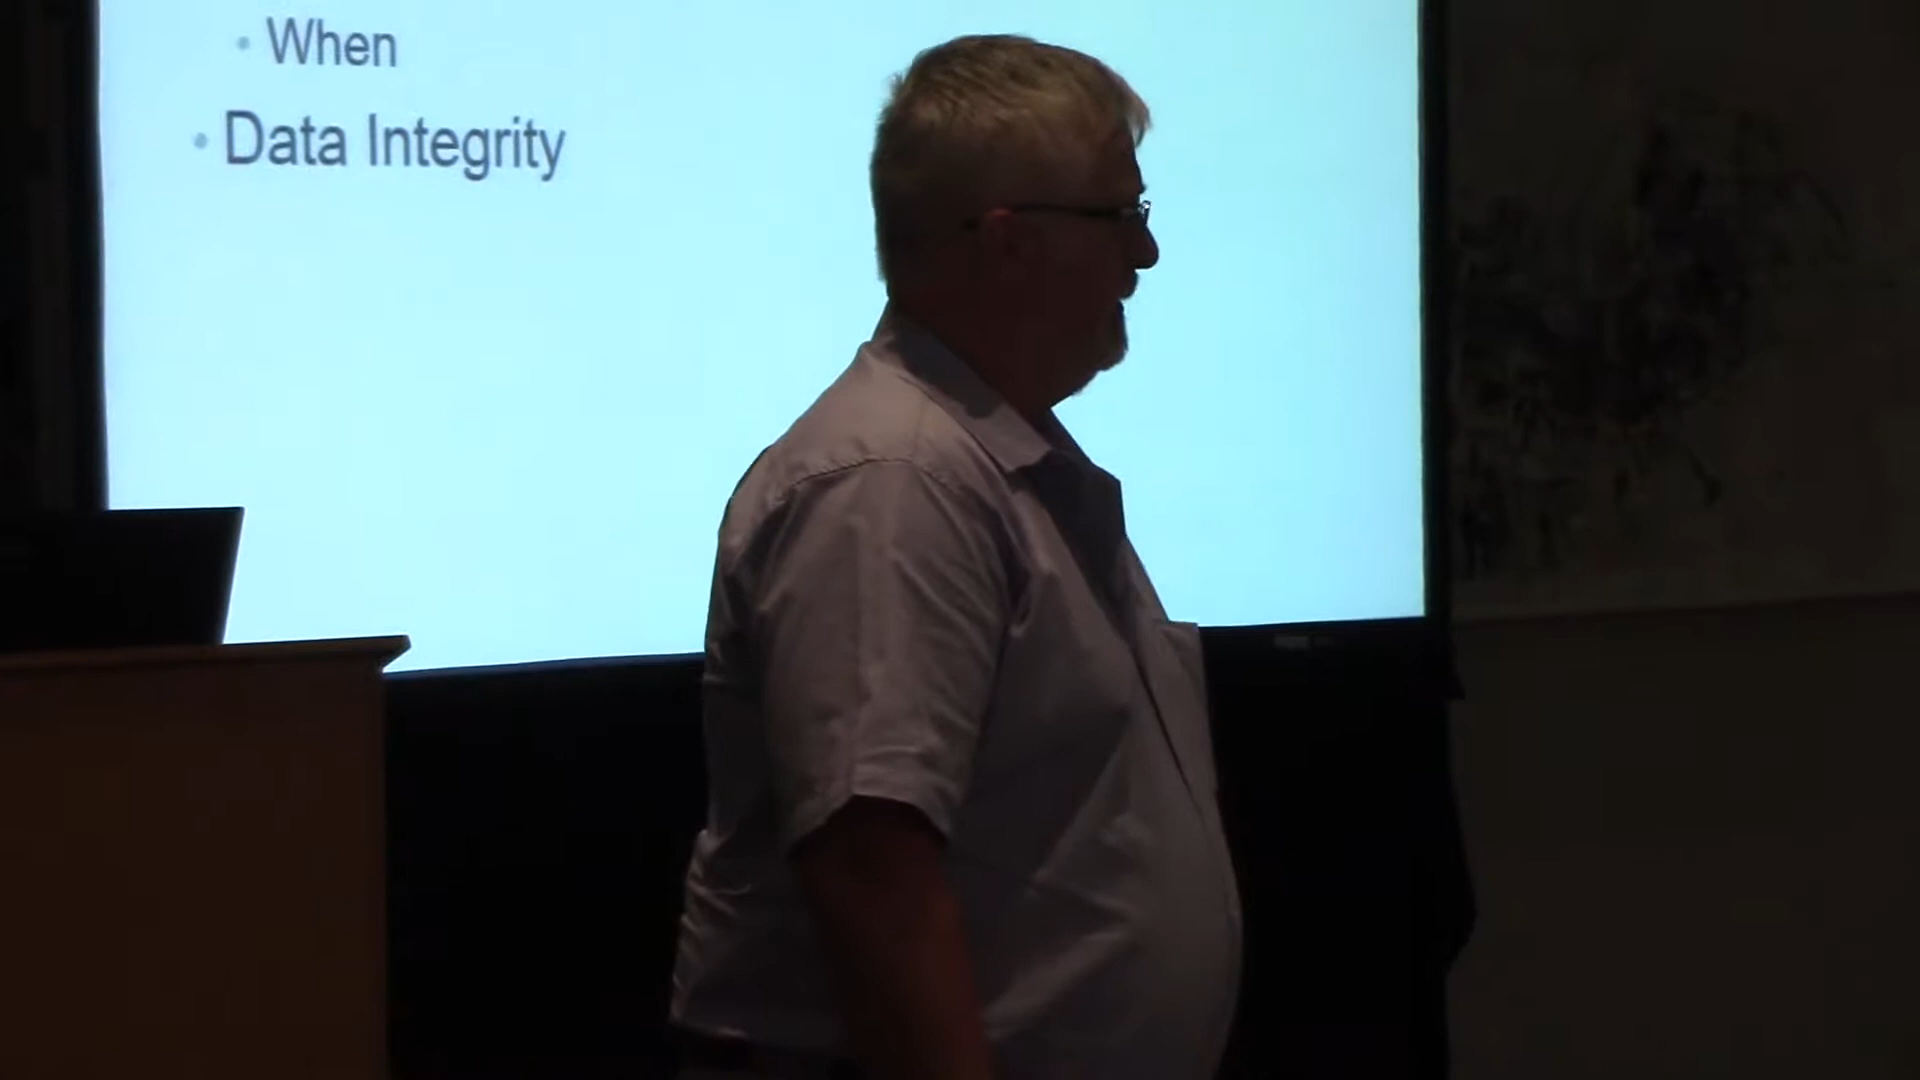 • When
• Data Integrity